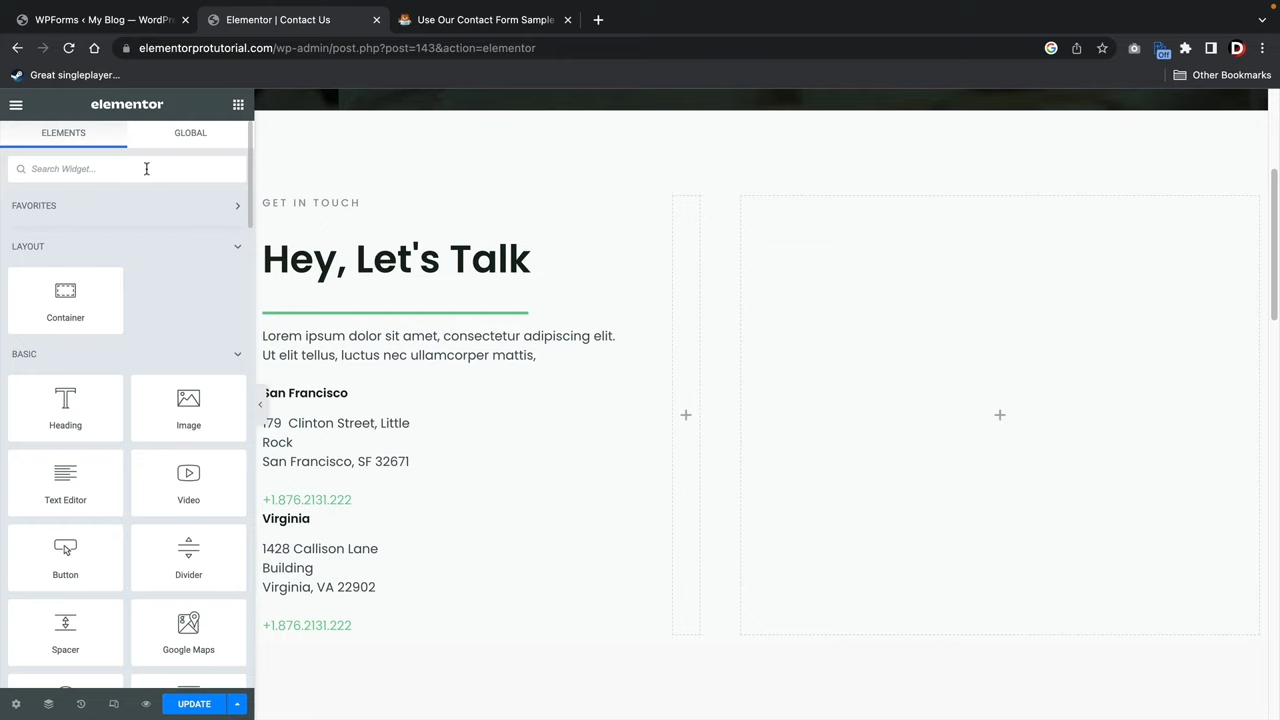 WPForms ‹ My Blog — WordPr
Elementor | Contact Us
Use Our Contact Form Sample
elementorprotutorial.com/wp-admin/post.php?post=143&action=elementor
Off
D
Great singleplayer...
Other Bookmarks
elementor
ELEMENTS
GLOBAL
Search Widget...
FAVORITES
LAYOUT
Container
BASIC
Heading
Image
Text Editor
Video
Button
Divider
Spacer
Google Maps
UPDATE
GET IN TOUCH
Hey, Let's Talk
Lorem ipsum dolor sit amet, consectetur adipiscing elit.
Ut elit tellus, luctus nec ullamcorper mattis,
San Francisco
179 Clinton Street, Little
Rock
San Francisco, SF 32671
+1.876.2131.222
Virginia
1428 Callison Lane
Building
Virginia, VA 22902
+1.876.2131.222